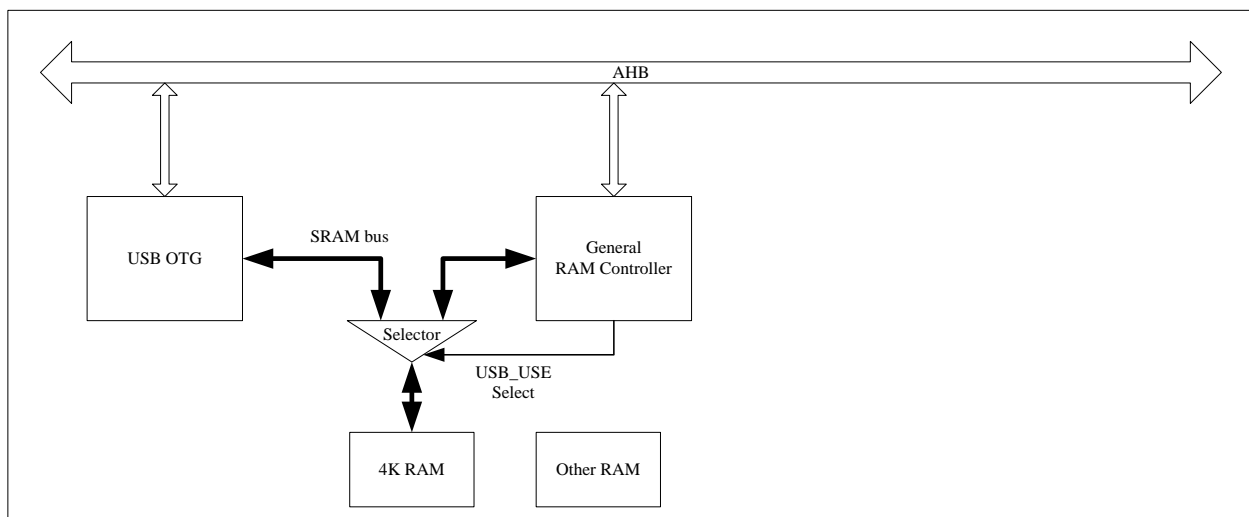 AHB
USB OTG
SRAM bus
General
RAM Controller
Selector
USB_USE
Select
4K RAM
Other RAM